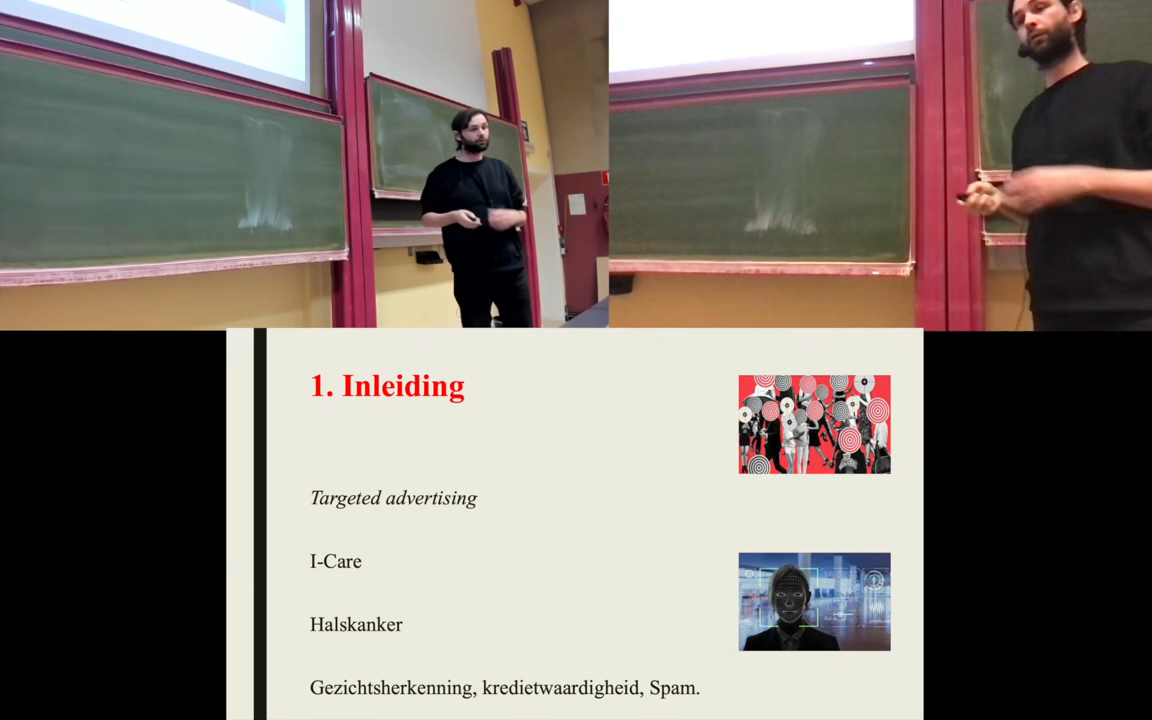 1. Inleiding
Targeted advertising
I-Care
Halskanker
Gezichtsherkenning, kredietwaardigheid, Spam.